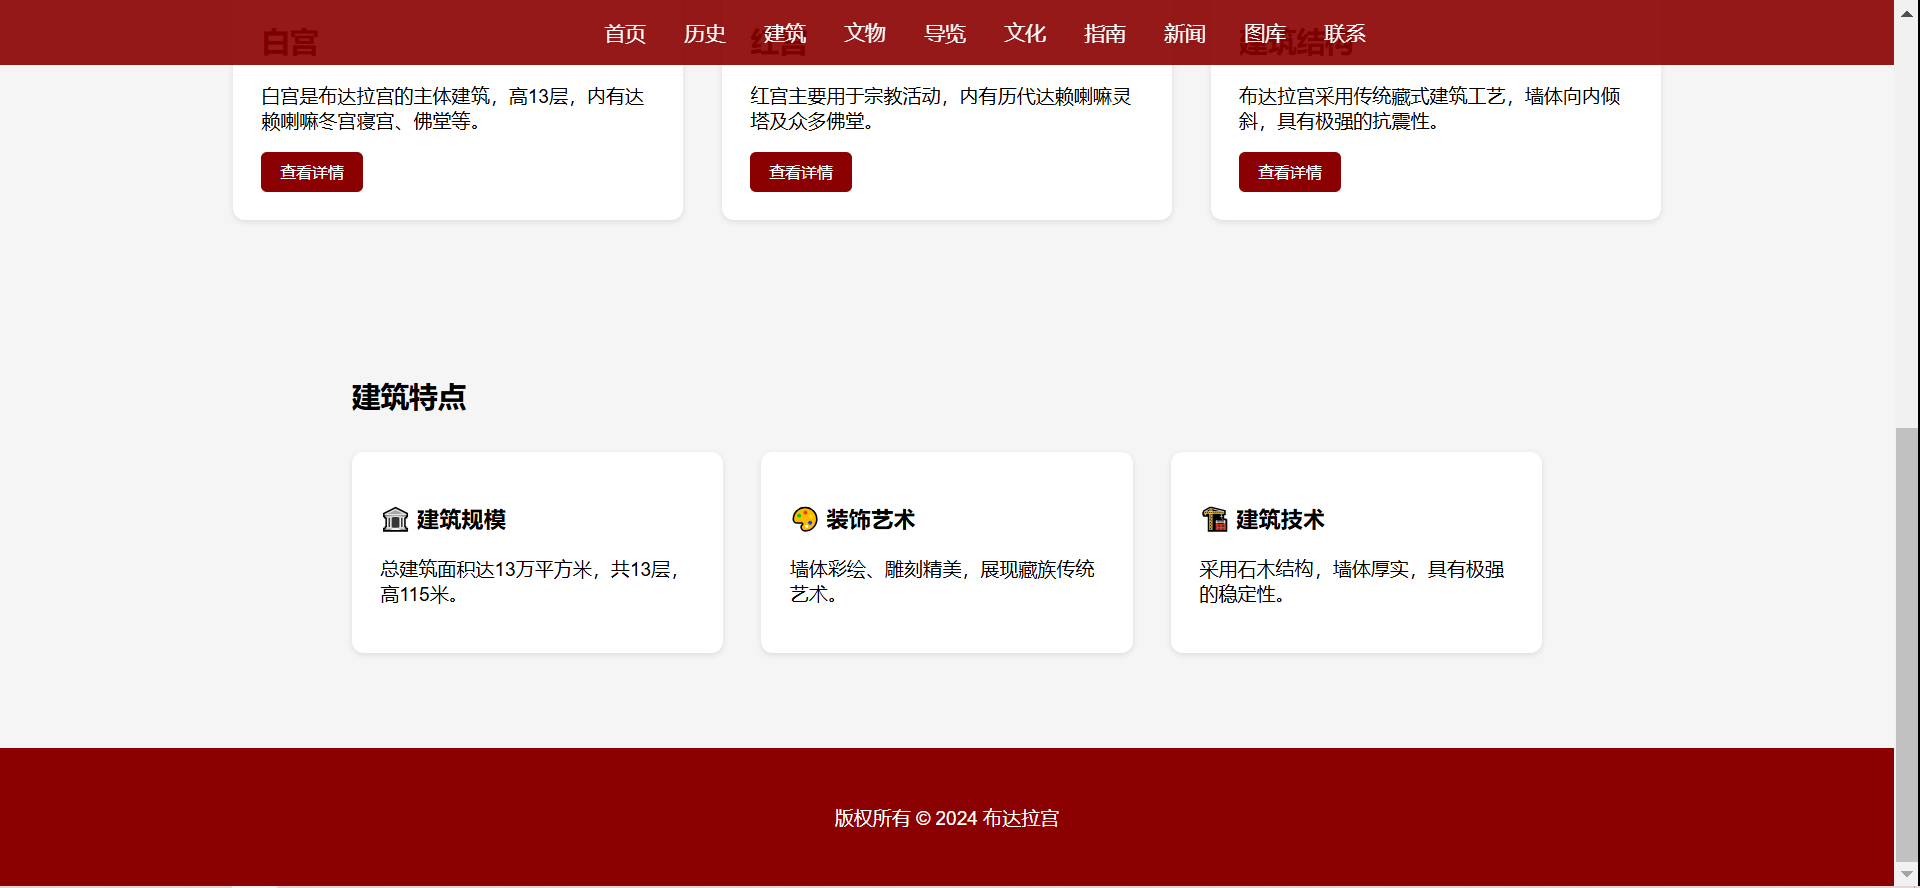 首页 历史 建筑 文物 导览 文化 指南 新闻 图库 联系
白宫
白宫是布达拉宫的主体建筑，高13层，内有达
赖喇嘛冬宫寝宫、佛堂等。
查看详情
红宫
红宫主要用于宗教活动，内有历代达赖喇嘛灵
塔及众多佛堂。
查看详情
建筑结构
布达拉宫采用传统藏式建筑工艺，墙体向内倾
斜，具有极强的抗震性。
查看详情
建筑特点
建筑规模
总建筑面积达13万平方米，共13层，
高115米。
装饰艺术
墙体彩绘、雕刻精美，展现藏族传统
艺术。
建筑技术
采用石木结构，墙体厚实，具有极强
的稳定性。
版权所有 © 2024 布达拉宫